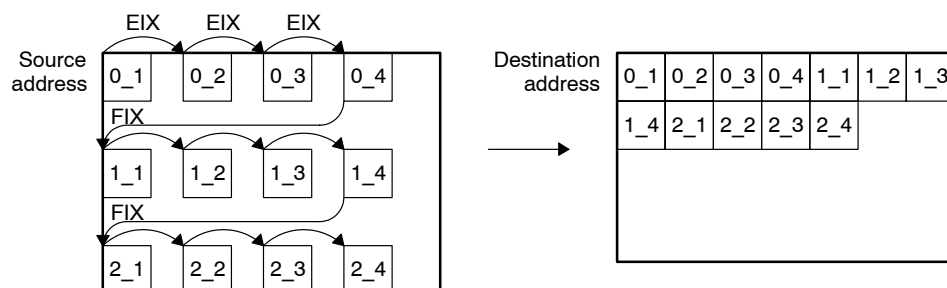 EIX EIX EIX
Source address
0_1 0_2 0_3 0_4
FIX
1_1 1_2 1_3 1_4
FIX
2_1 2_2 2_3 2_4
Destination address
0_1 0_2 0_3 0_4 1_1 1_2 1_3
1_4 2_1 2_2 2_3 2_4